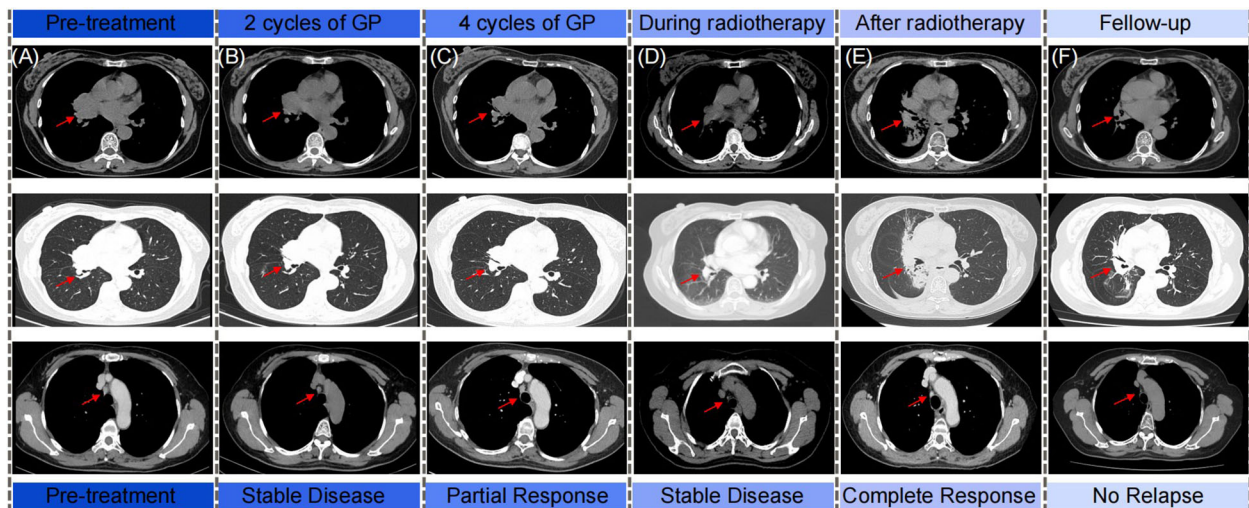 Pre-treatment
2 cycles of GP
4 cycles of GP
During radiotherapy
After radiotherapy
Fellow-up
(A)
(B)
(C)
(D)
(E)
(F)
Pre-treatment
Stable Disease
Partial Response
Stable Disease
Complete Response
No Relapse